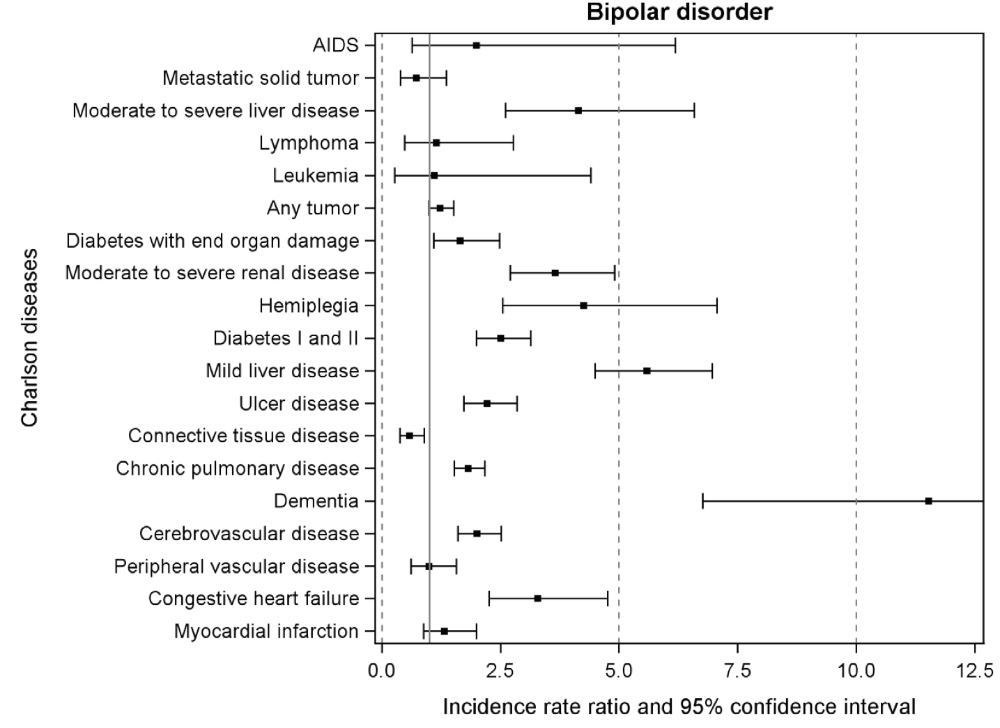 Bipolar disorder
AIDS
Metastatic solid tumor
Moderate to severe liver disease
Lymphoma
Leukemia
Any tumor
Diabetes with end organ damage
Moderate to severe renal disease
Hemiplegia
Diabetes I and II
Mild liver disease
Ulcer disease
Connective tissue disease
Chronic pulmonary disease
Dementia
Cerebrovascular disease
Peripheral vascular disease
Congestive heart failure
Myocardial infarction
Charlson diseases
0.0 2.5 5.0 7.5 10.0 12.5
Incidence rate ratio and 95% confidence interval